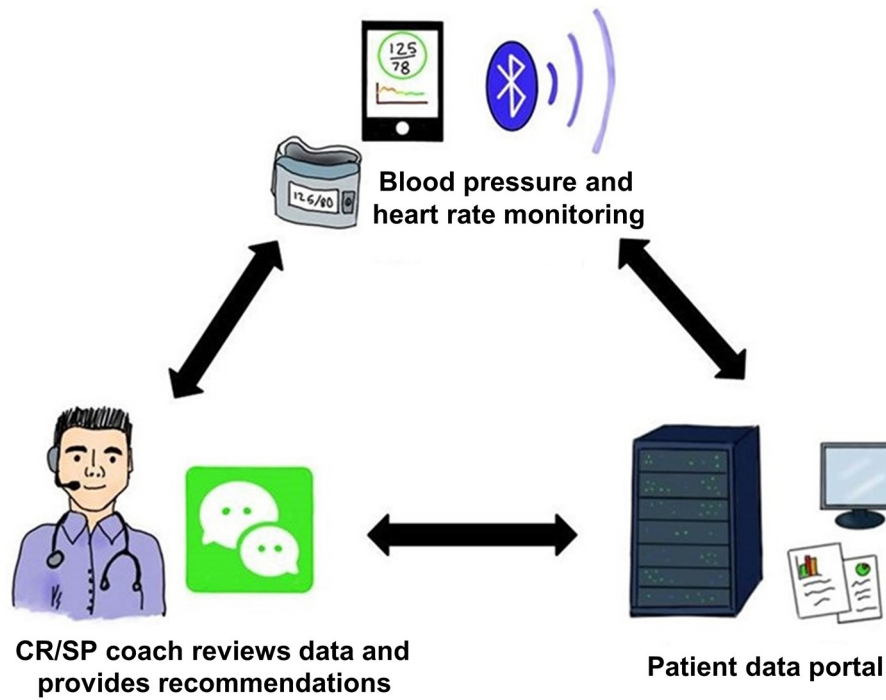 125
78
125/80
Blood pressure and
heart rate monitoring
CR/SP coach reviews data and
provides recommendations
Patient data portal